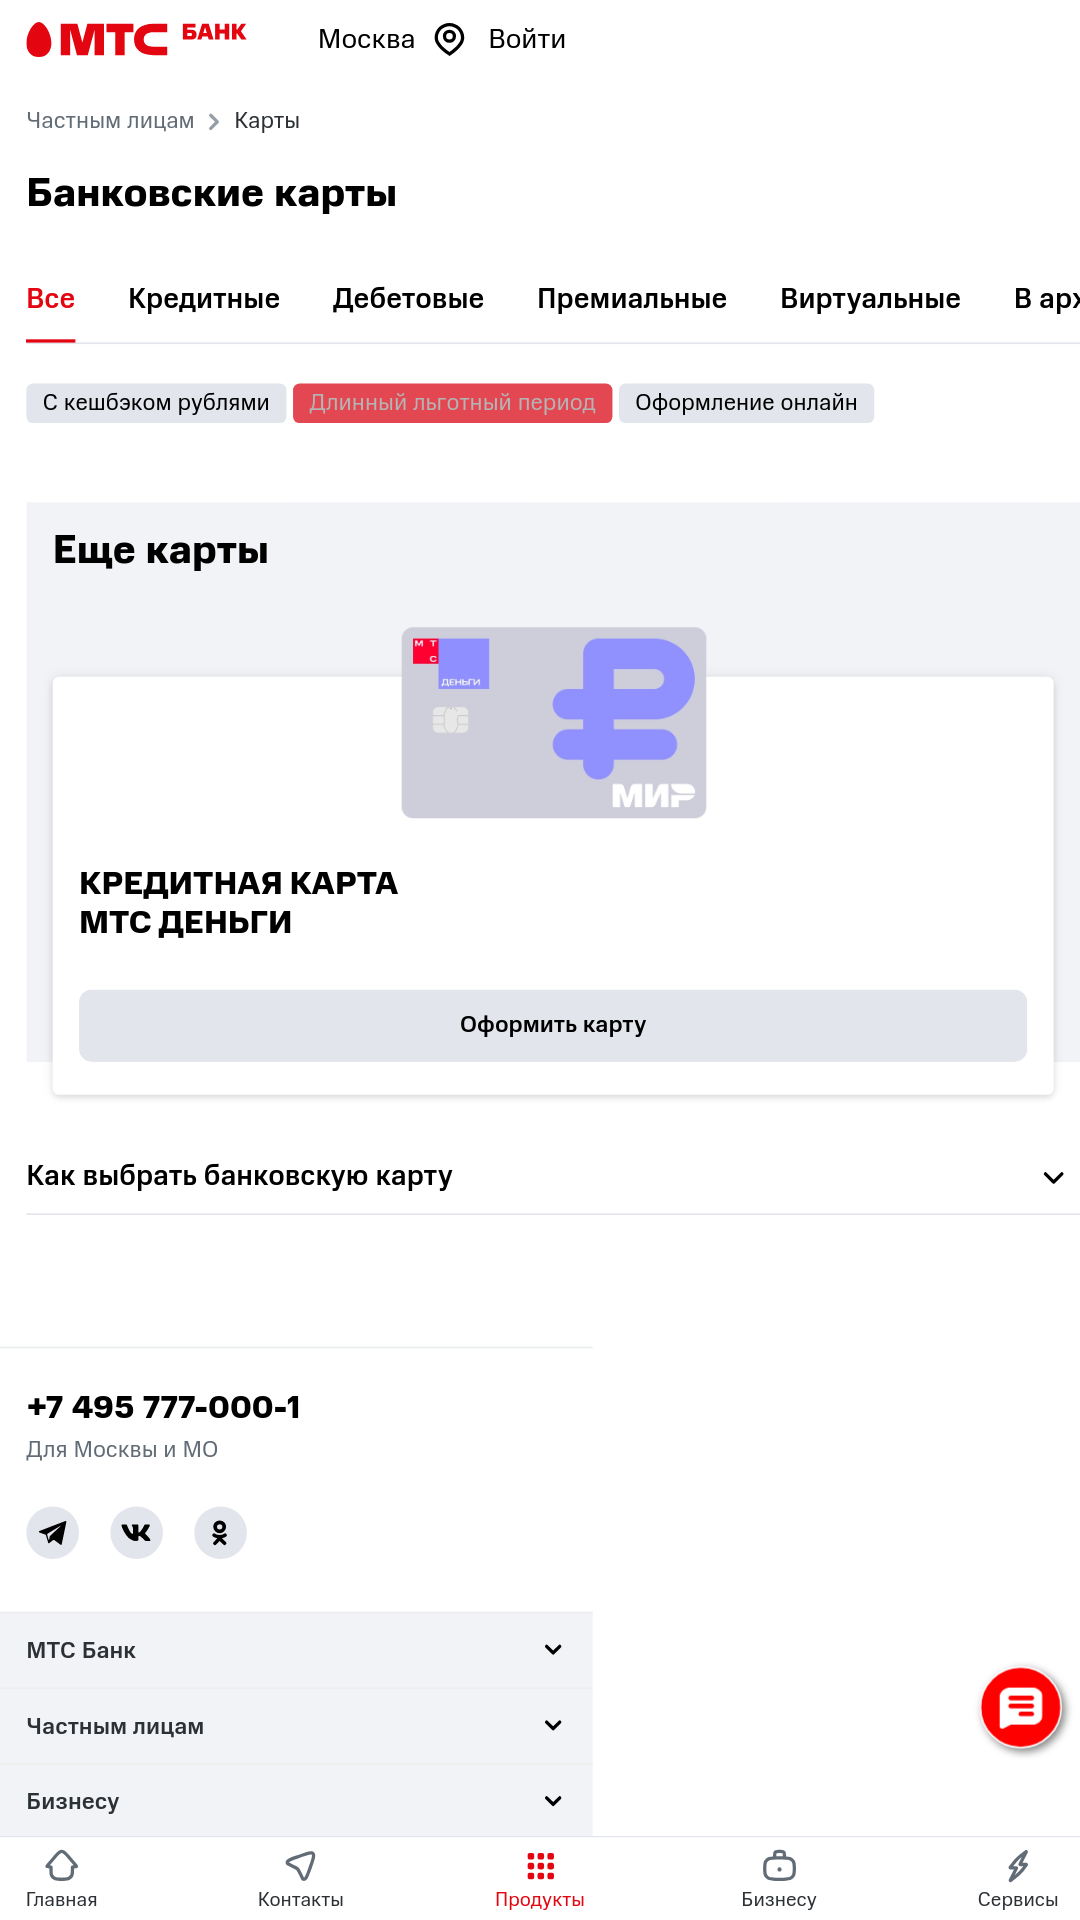 МТС БАНК Москва Войти
Частным лицам Карты
Банковские карты
Все Кредитные Дебетовые Премиальные Виртуальные В арх
С кешбэком рублями Длинный льготный период Оформление онлайн
Еще карты
М Т
С
ДЕНЬГИ
МИР
КРЕДИТНАЯ КАРТА
МТС ДЕНЬГИ
Оформить карту
Как выбрать банковскую карту
+7 495 777-000-1
Для Москвы и МО
МТС Банк
Частным лицам
Бизнесу
Главная Контакты Продукты Бизнесу Сервисы